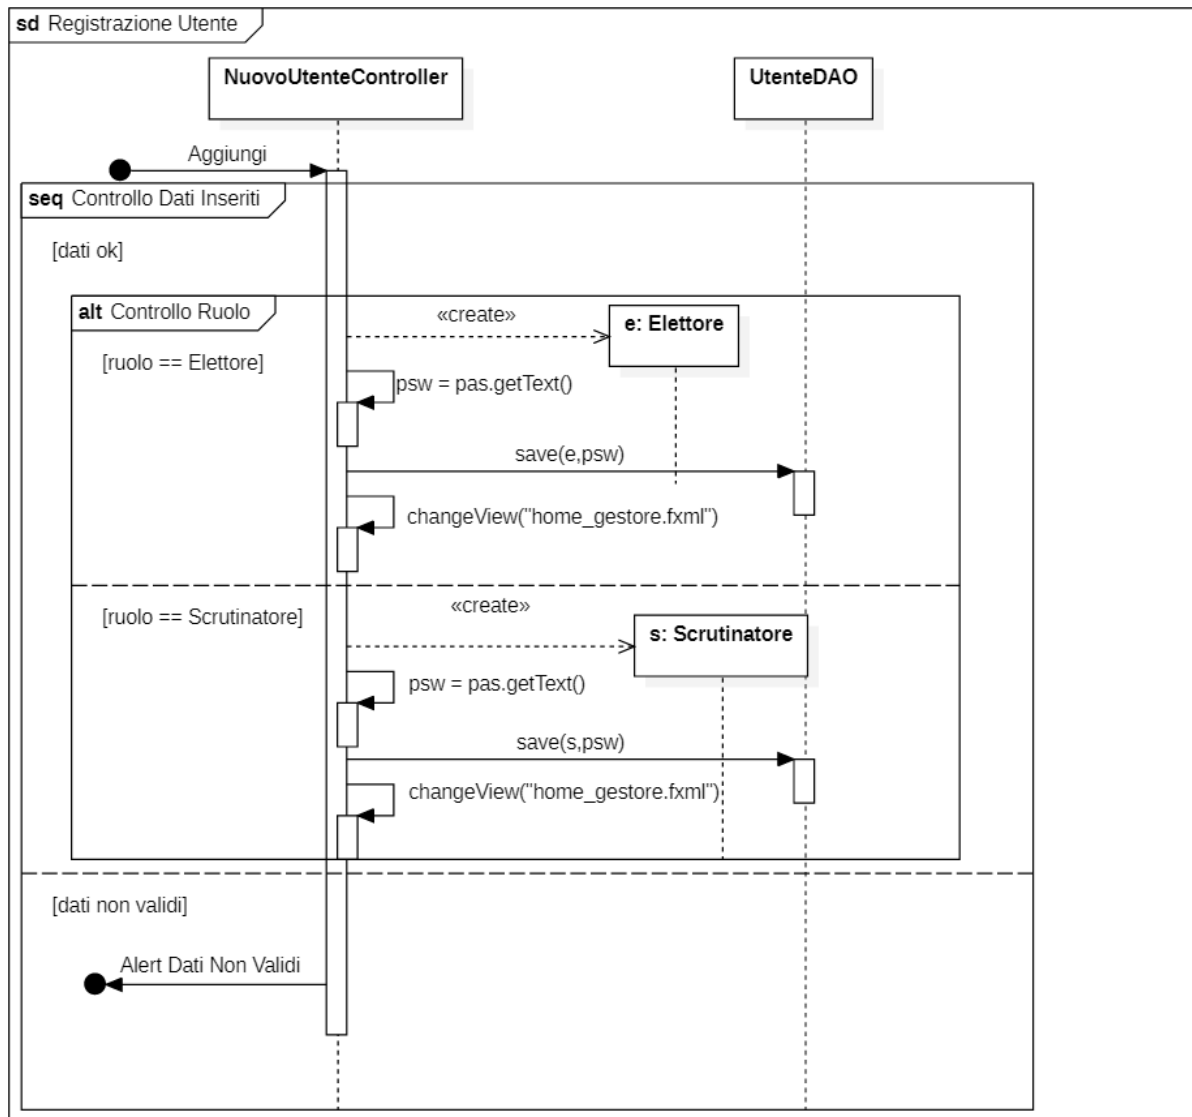 sd Registrazione Utente
NuovoUtenteController
UtenteDAO
Aggiungi
seq Controllo Dati Inseriti
[dati ok]
alt Controllo Ruolo
«create»
e: Elettore
[ruolo == Elettore]
psw = pas.getText()
save(e,psw)
changeView("home_gestore.fxml")
«create»
[ruolo == Scrutinatore]
s: Scrutinatore
psw = pas.getText()
save(s,psw)
changeView("home_gestore.fxml")
[dati non validi]
Alert Dati Non Validi